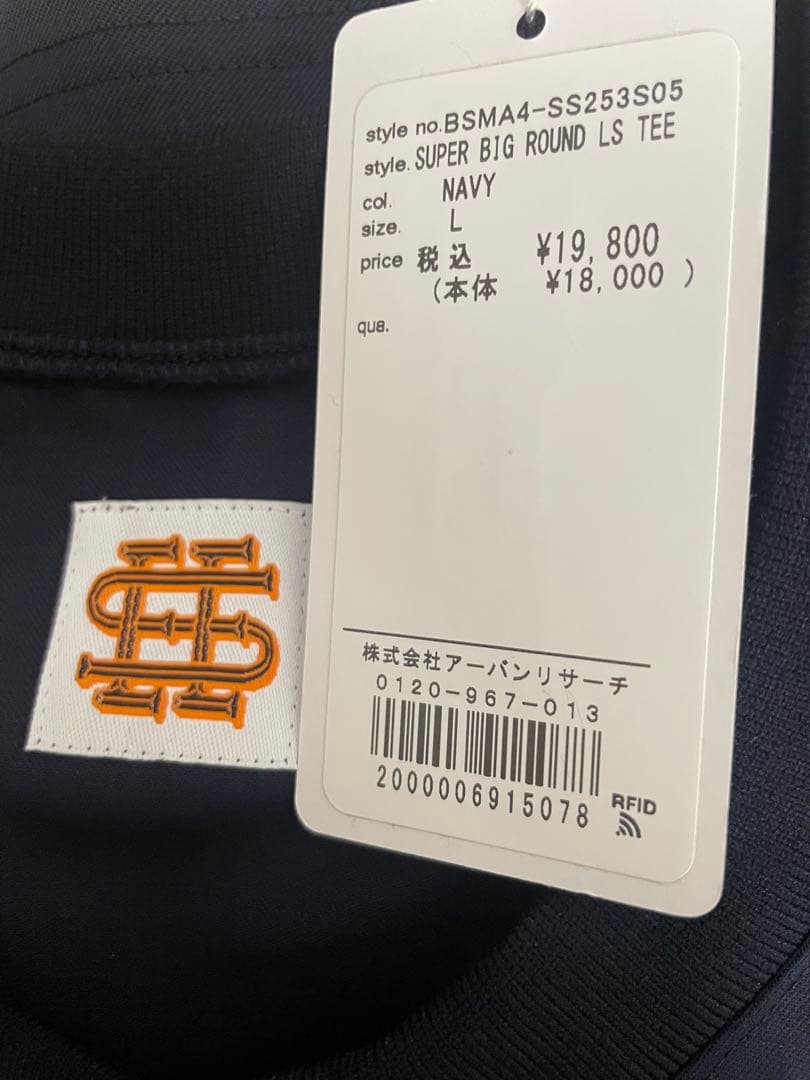 style no.BSMA4-SS253S05
style.SUPER BIG ROUND LS TEE
col. NAVY
size. L
price 税込 ¥19,800
(本体 ¥18,000 )
qua.
株式会社アーバンリサーチ
0120-967-013
2000006915078
RFID